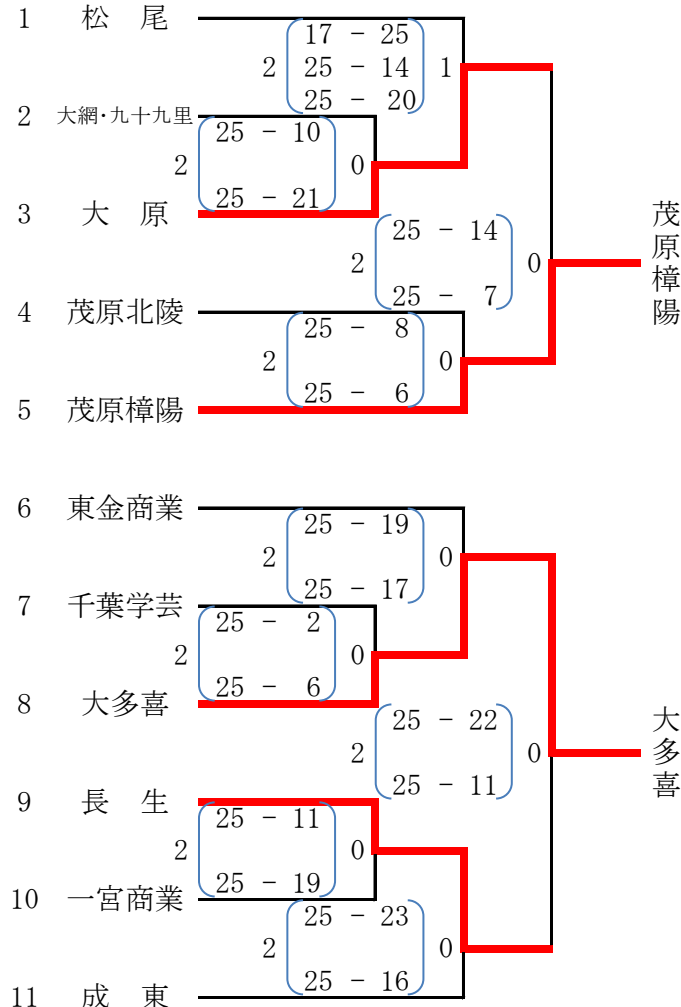 1 松 尾
17 - 25
2 25 - 14 1
25 - 20
2 大網・九十九里
25 - 10
2 0
25 - 21
3 大 原
25 - 14
2 0
25 - 7
茂原樟陽
4 茂原北陵
25 - 8
2 0
25 - 6
5 茂原樟陽
6 東金商業
25 - 19
2 0
25 - 17
7 千葉学芸
25 - 2
2 0
25 - 6
8 大多喜
25 - 22
2 0
25 - 11
大多喜
9 長 生
25 - 11
2 0
25 - 19
10 一宮商業
25 - 23
2 0
25 - 16
11 成 東